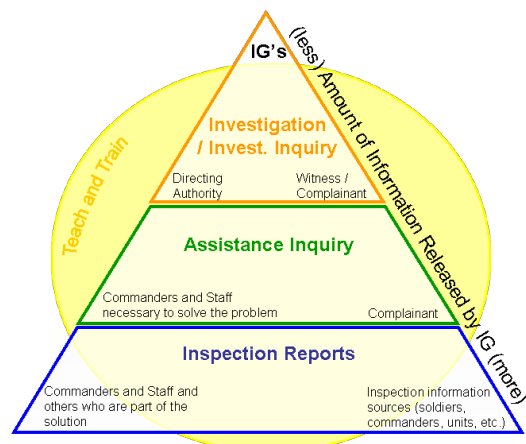 IG's
(less) Amount of Information Released by IG (more)
Teach and Train
Investigation
/ Invest. Inquiry
Directing
Authority
Witness /
Complainant
Assistance Inquiry
Commanders and Staff
necessary to solve the problem
Complainant
Inspection Reports
Commanders and Staff and
others who are part of the
solution
Inspection information
sources (soldiers,
commanders, units, etc.)